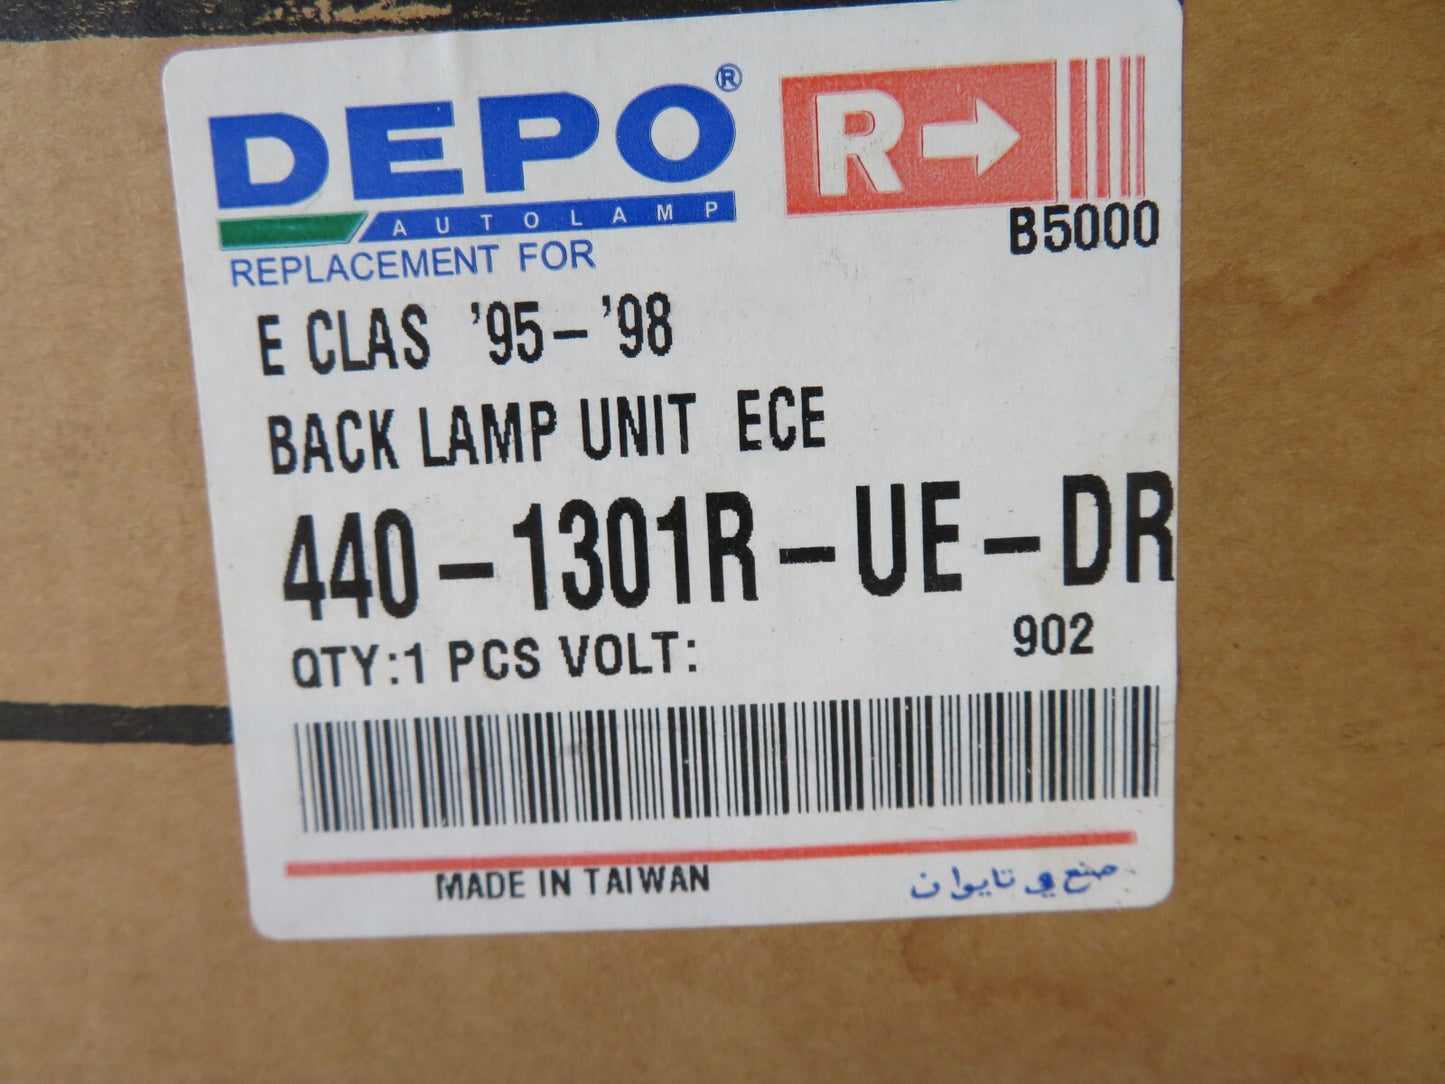 DEPO®
AUTOLAMP
R
B5000
REPLACEMENT FOR
E CLAS '95-'98
BACK LAMP UNIT ECE
440-1301R-UE-DR
QTY:1 PCS VOLT:
902
MADE IN TAIWAN
صنع في تايوان